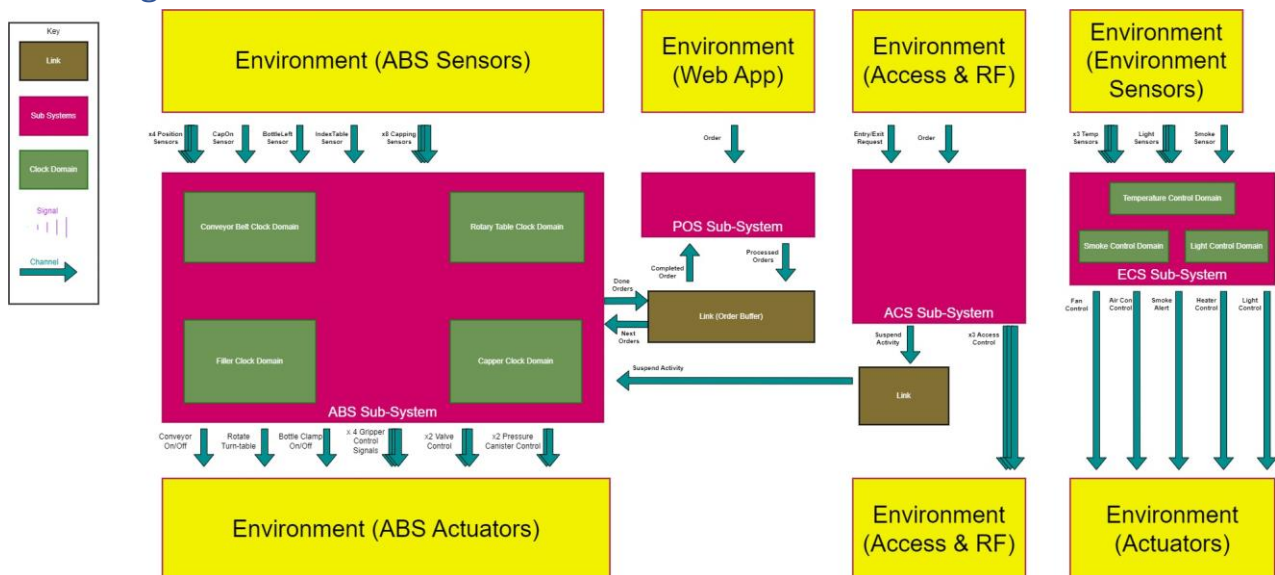 Key
Link
Sub Systems
Clock Domain
Signal
Channel
Environment (ABS Sensors)
Environment
(Web App)
Environment
(Access & RF)
Environment
(Environment
Sensors)
x4 Position
Sensors
CapOn
Sensor
BottleLeft
Sensor
IndexTable
Sensor
x8 Capping
Sensors
Order
Entry/Exit
Request
Order
x3 Temp
Sensors
Light
Sensors
Smoke
Sensor
Conveyor Belt Clock Domain
Rotary Table Clock Domain
Filler Clock Domain
Capper Clock Domain
ABS Sub-System
POS Sub-System
Completed
Order
Processed
Orders
Done
Orders
Next
Orders
Link (Order Buffer)
ACS Sub-System
Suspend
Activity
x3 Access
Control
Suspend Activity
Link
Temperature Control Domain
Smoke Control Domain
Light Control Domain
ECS Sub-System
Fan
Control
Air Con
Control
Smoke
Alert
Heater
Control
Light
Control
Conveyor
On/Off
Rotate
Turn-table
Bottle Clamp
On/Off
x 4 Gripper
Control
Signals
x2 Valve
Control
x2 Pressure
Canister Control
Environment (ABS Actuators)
Environment
(Access & RF)
Environment
(Actuators)